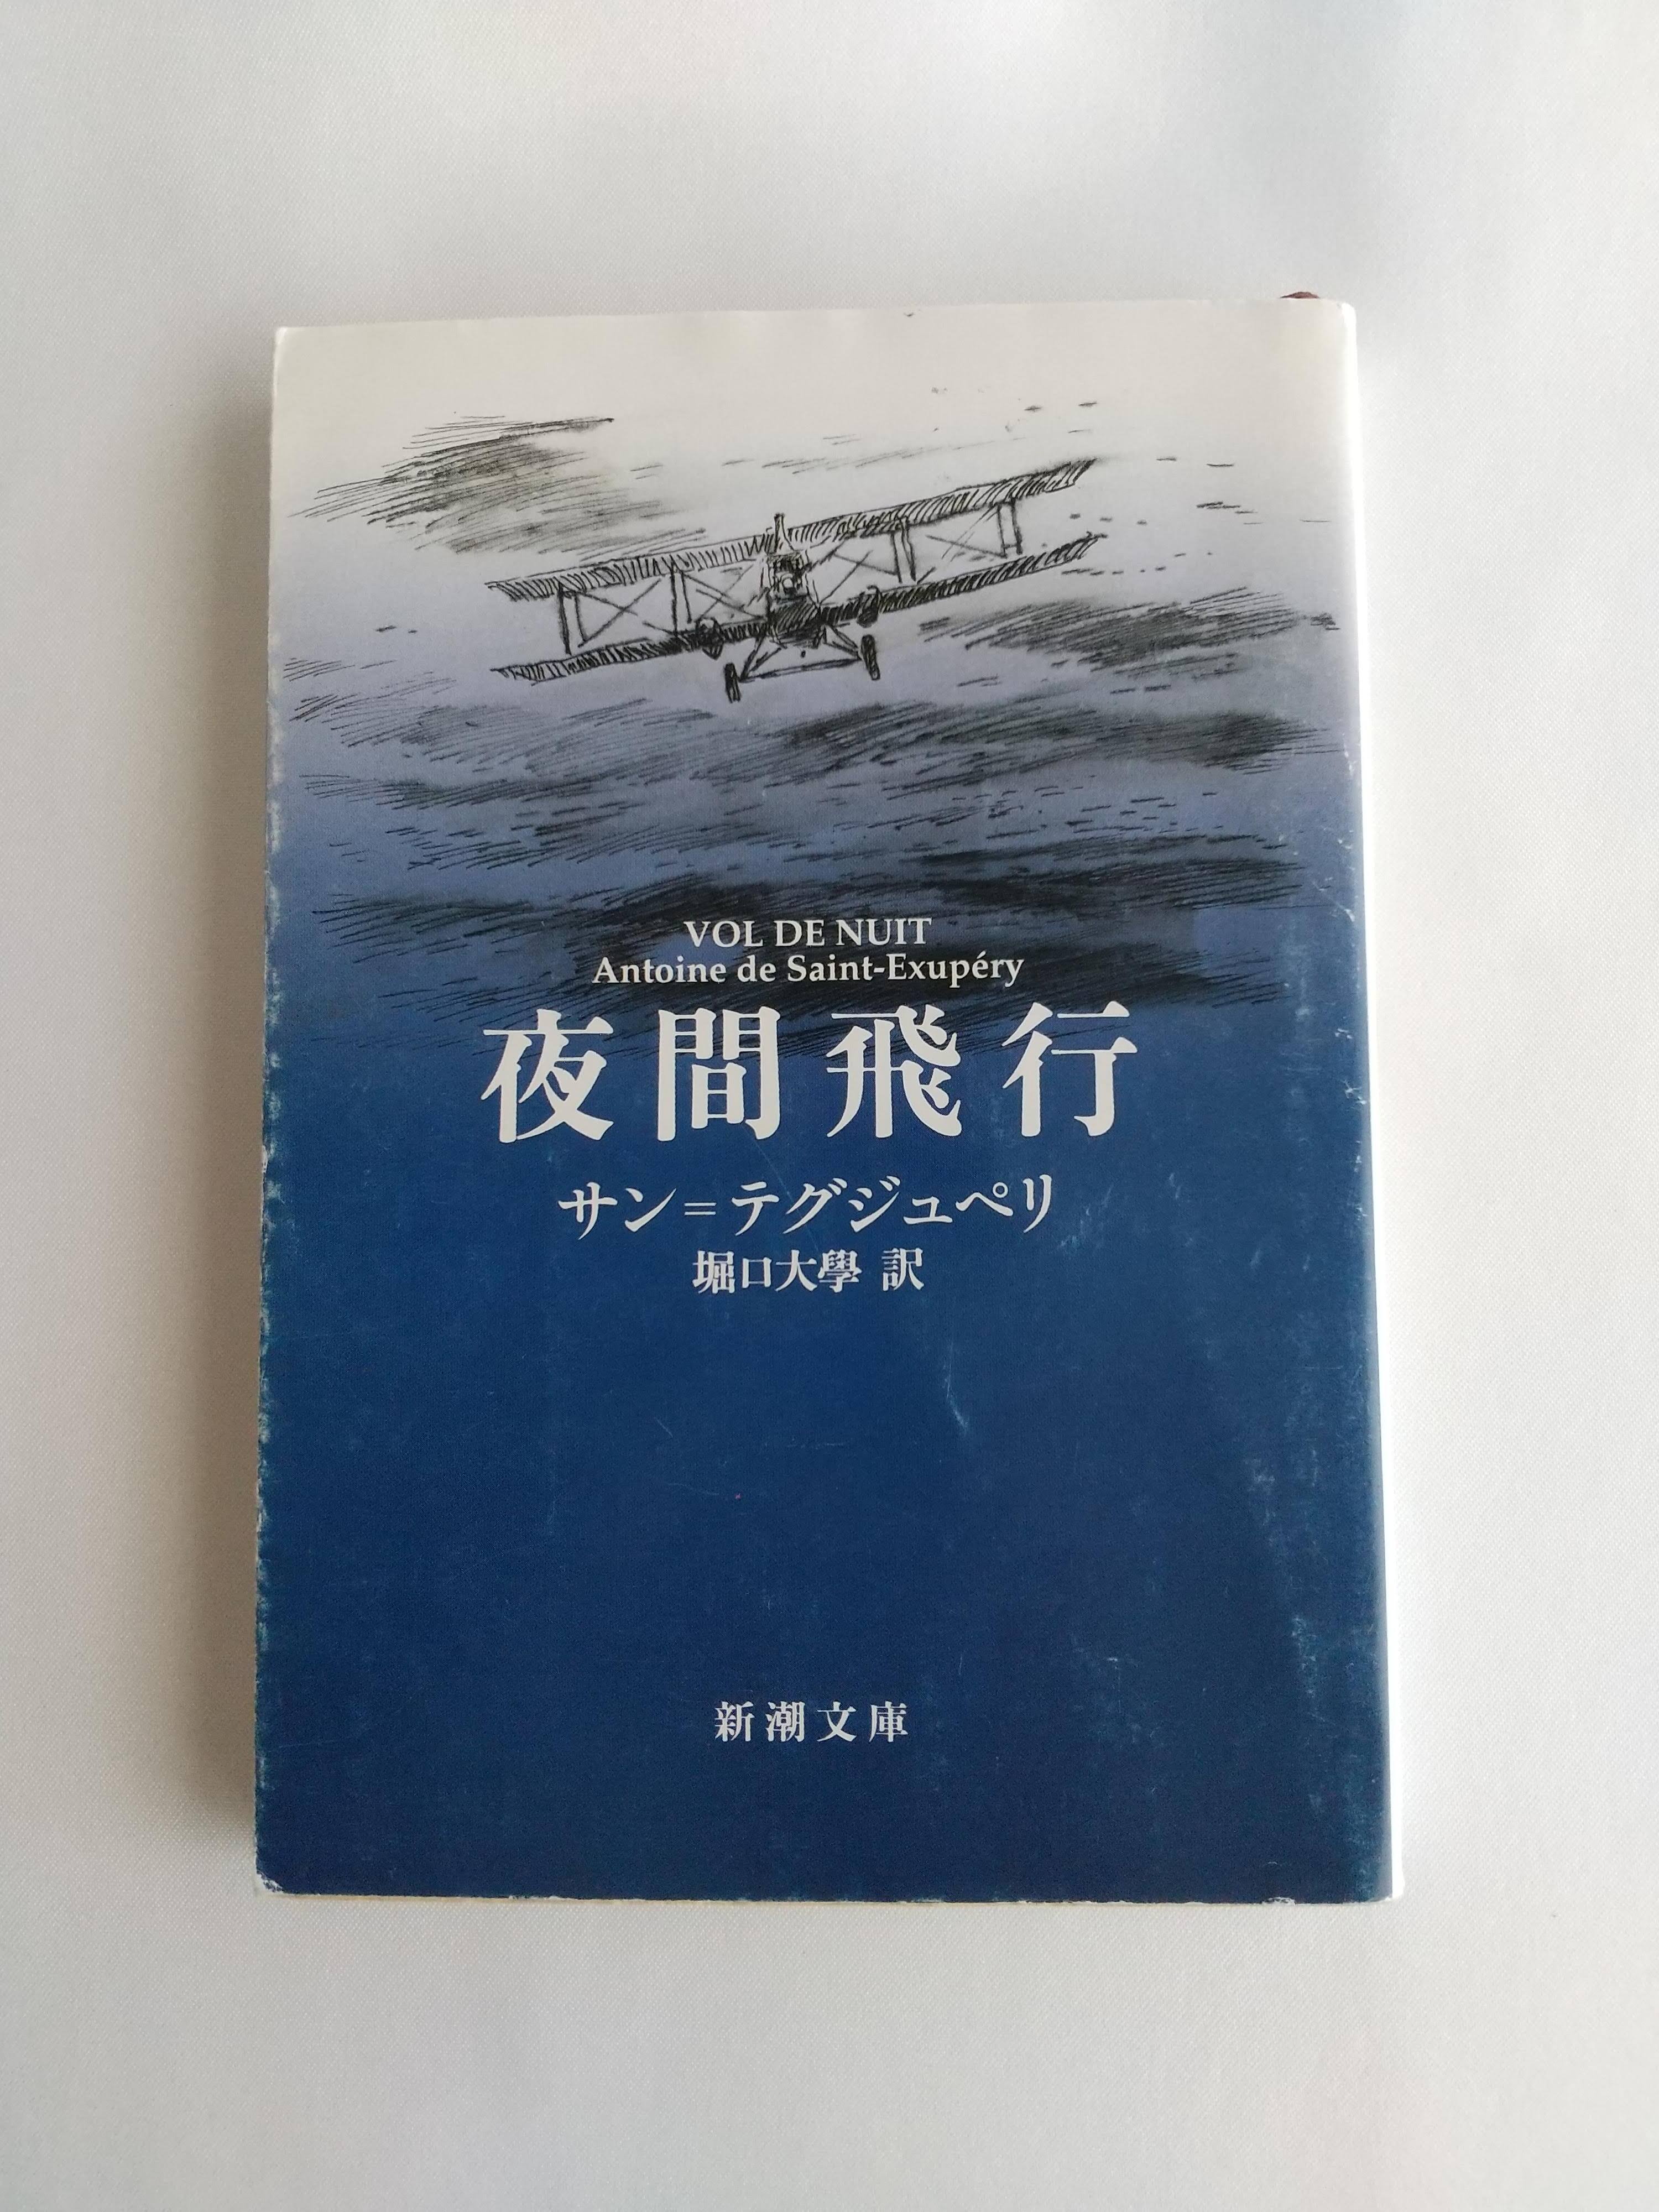 VOL DE NUIT
Antoine de Saint-Exupéry
夜間飛行
サン=テグジュペリ
堀口大學 訳
新潮文庫